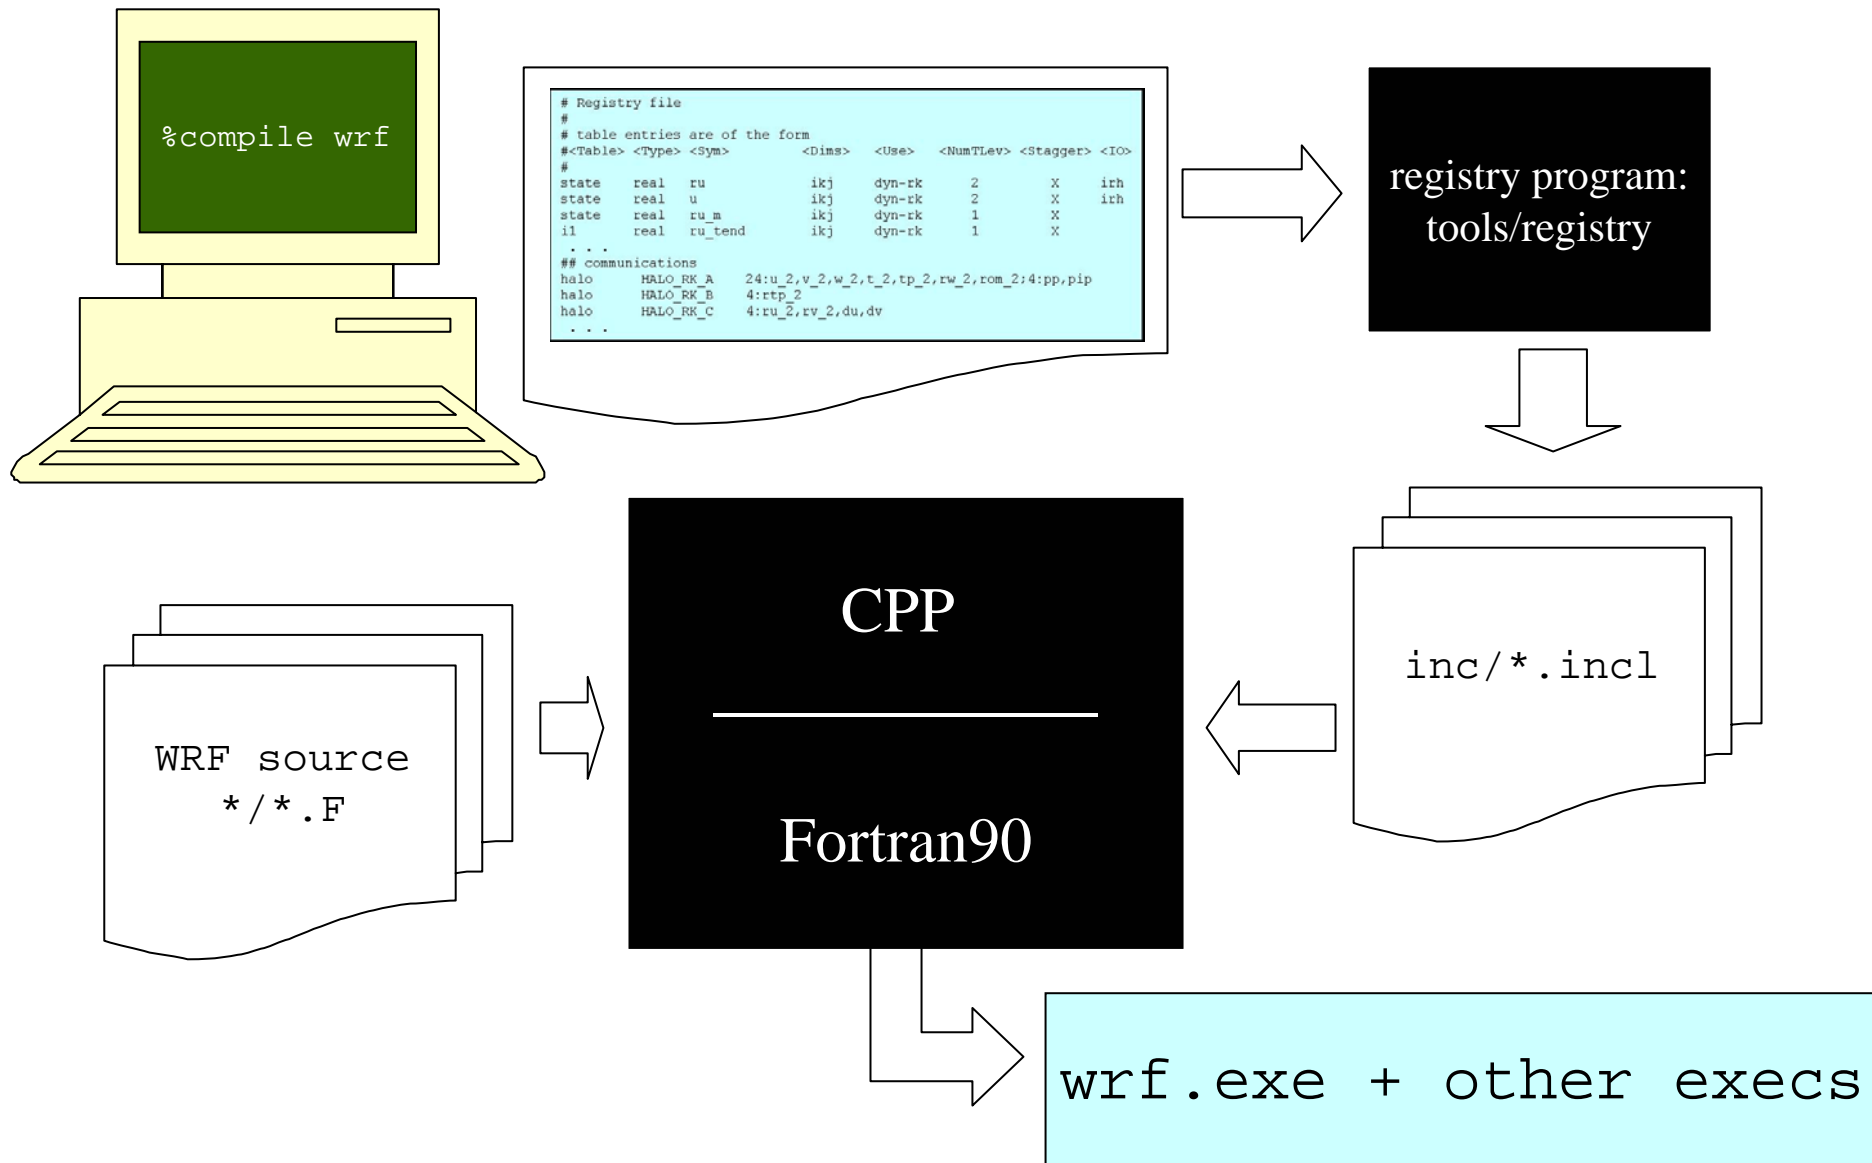 %compile wrf
# Registry file
#
# table entries are of the form
#<Table> <Type> <Sym> <Dims> <Use> <NumTLev> <Stagger> <IO>
#
state real ru ikj dyn-rk 2 X irh
state real u ikj dyn-rk 2 X irh
state real ru_m ikj dyn-rk 1 X
i1 real ru_tend ikj dyn-rk 1 X
. . .
## communications
halo HALO_RK_A 24:u_2,v_2,w_2,t_2,tp_2,rw_2,rom_2;4:pp,pip
halo HALO_RK_B 4:rtp_2
halo HALO_RK_C 4:ru_2,rv_2,du,dv
. . .
registry program:
tools/registry
CPP
Fortran90
inc/*.incl
WRF source
*/*.F
wrf.exe + other execs